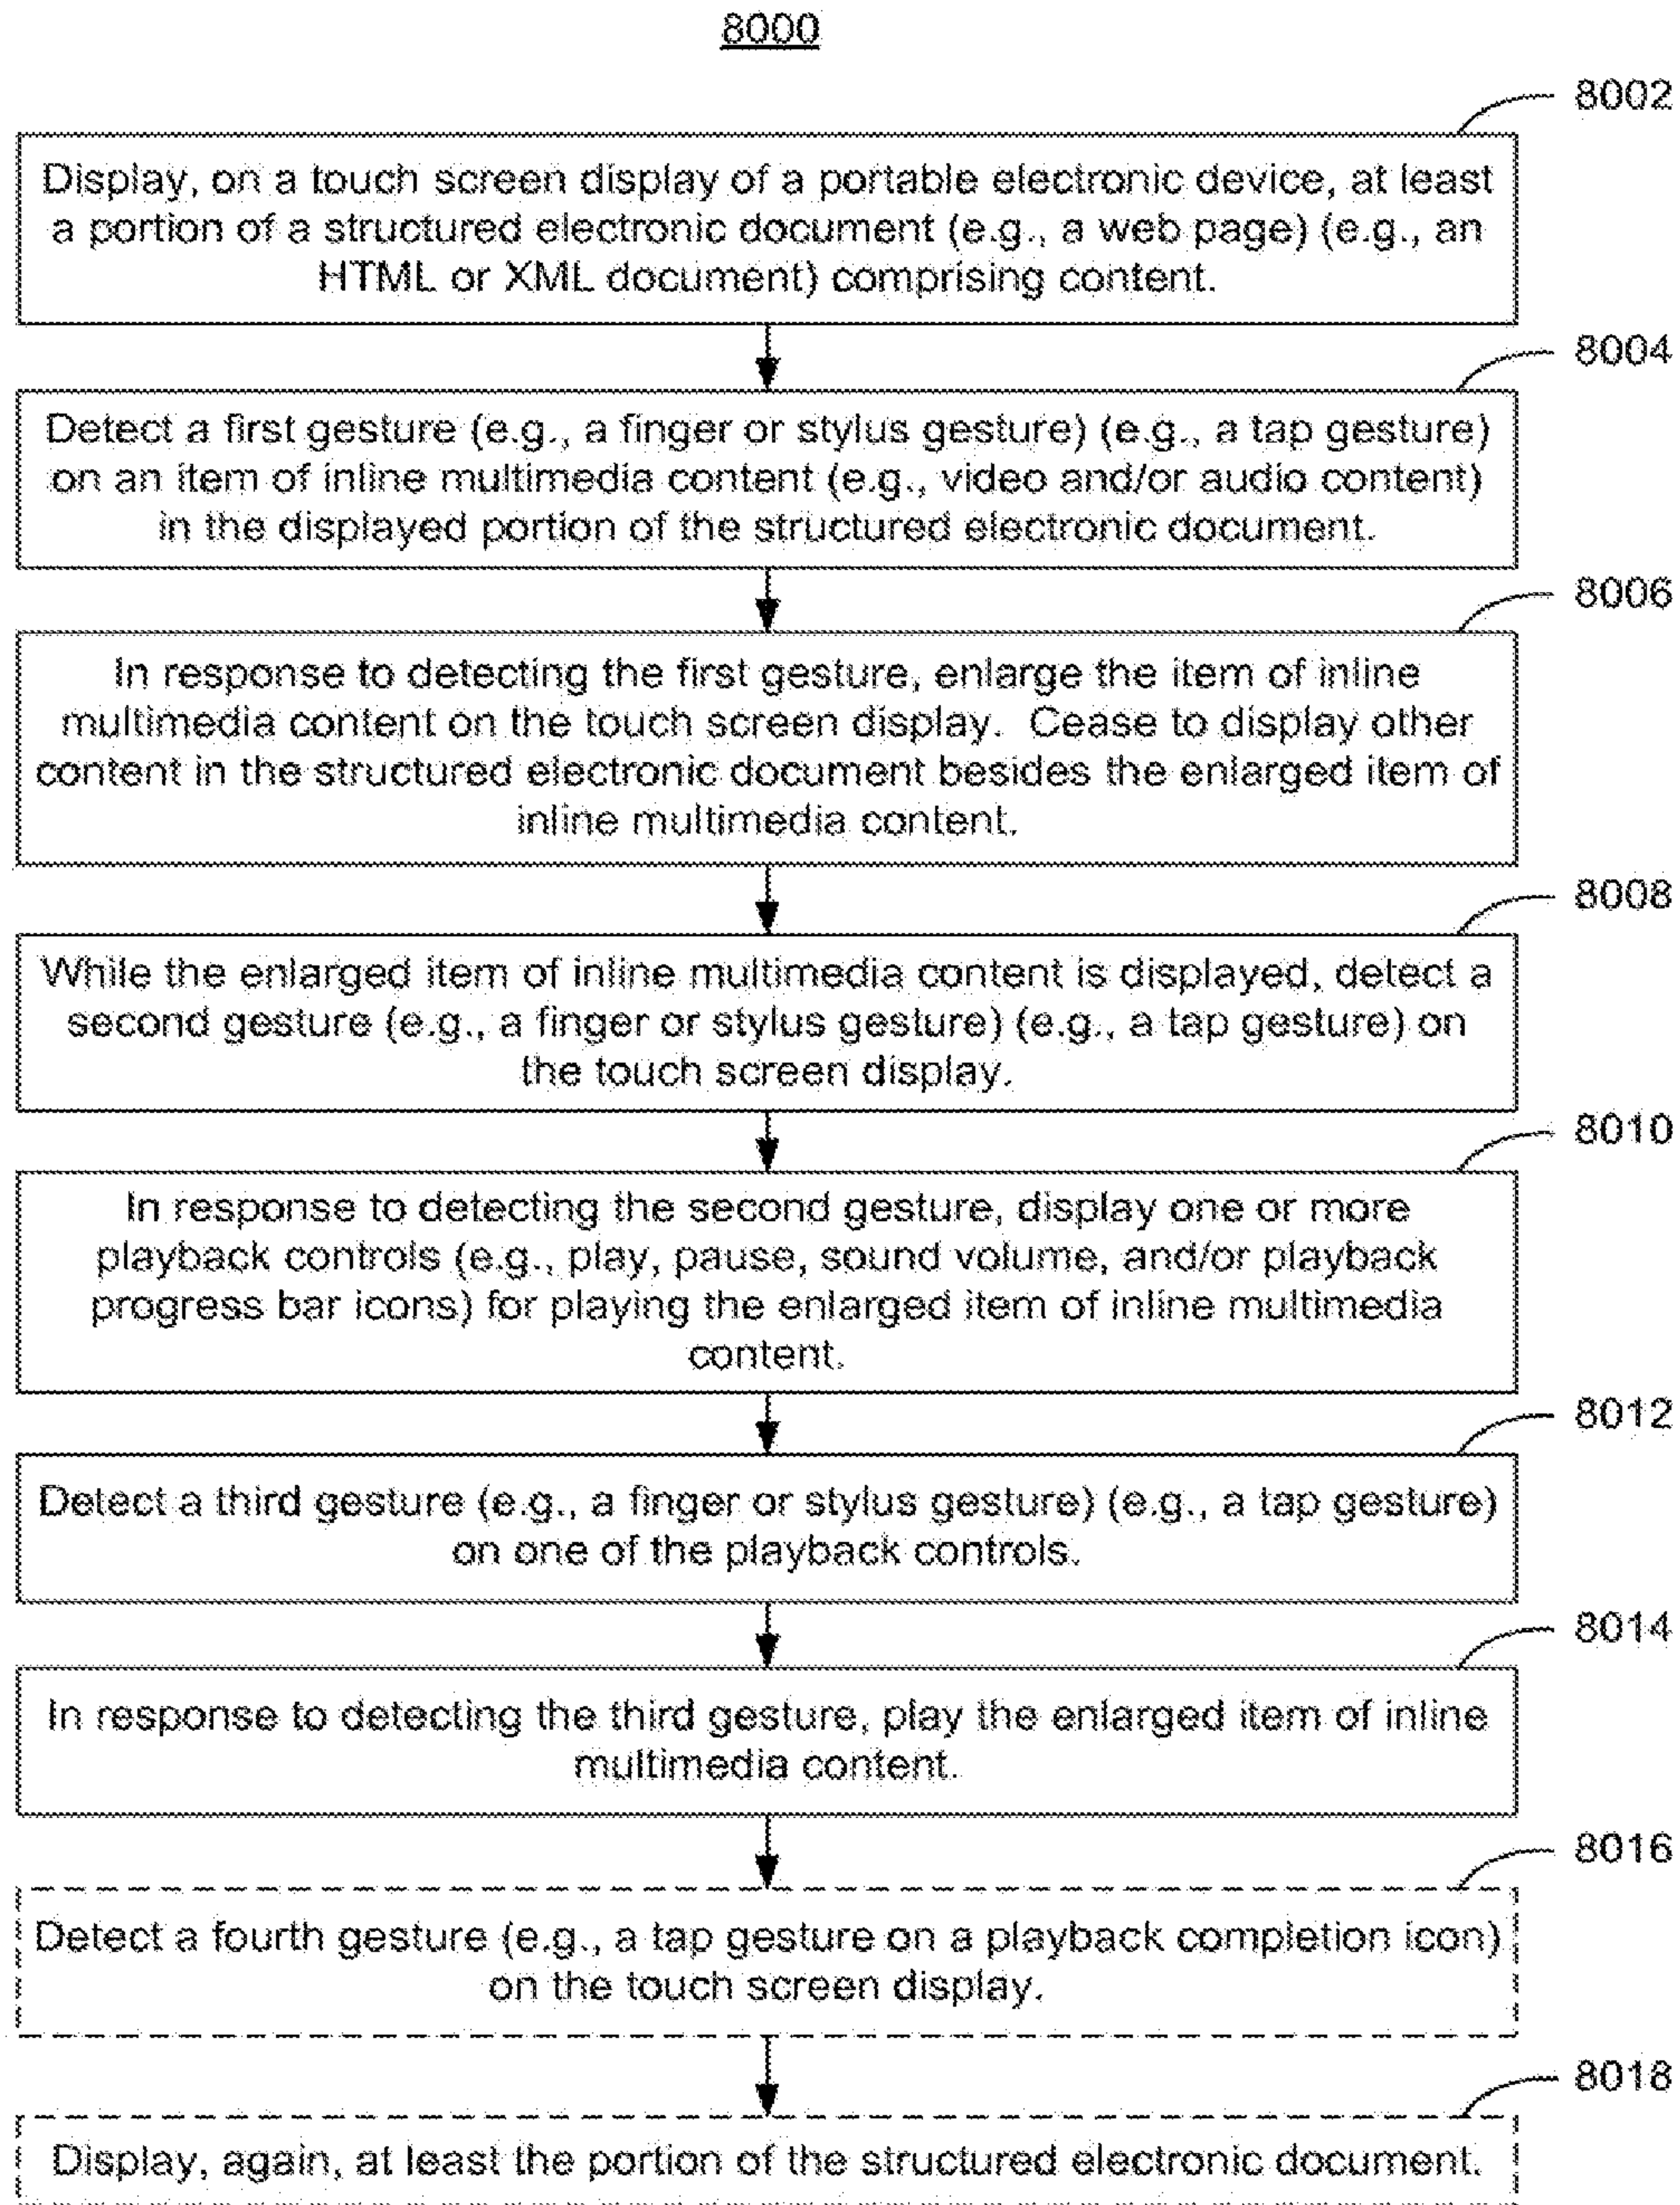 8000
8002
Display, on a touch screen display of a portable electronic device, at least
a portion of a structured electronic document (e.g., a web page) (e.g., an
HTML or XML document) comprising content.
8004
Detect a first gesture (e.g., a finger or stylus gesture) (e.g., a tap gesture)
on an item of inline multimedia content (e.g., video and/or audio content)
in the displayed portion of the structured electronic document.
8006
In response to detecting the first gesture, enlarge the item of inline
multimedia content on the touch screen display.  Cease to display other
content in the structured electronic document besides the enlarged item of
inline multimedia content.
8008
While the enlarged item of inline multimedia content is displayed, detect a
second gesture (e.g., a finger or stylus gesture) (e.g., a tap gesture) on
the touch screen display.
8010
In response to detecting the second gesture, display one or more
playback controls (e.g., play, pause, sound volume, and/or playback
progress bar icons) for playing the enlarged item of inline multimedia
content.
8012
Detect a third gesture (e.g., a finger or stylus gesture) (e.g., a tap gesture)
on one of the playback controls.
8014
In response to detecting the third gesture, play the enlarged item of inline
multimedia content.
8016
Detect a fourth gesture (e.g., a tap gesture on a playback completion icon)
on the touch screen display.
8018
Display, again, at least the portion of the structured electronic document.